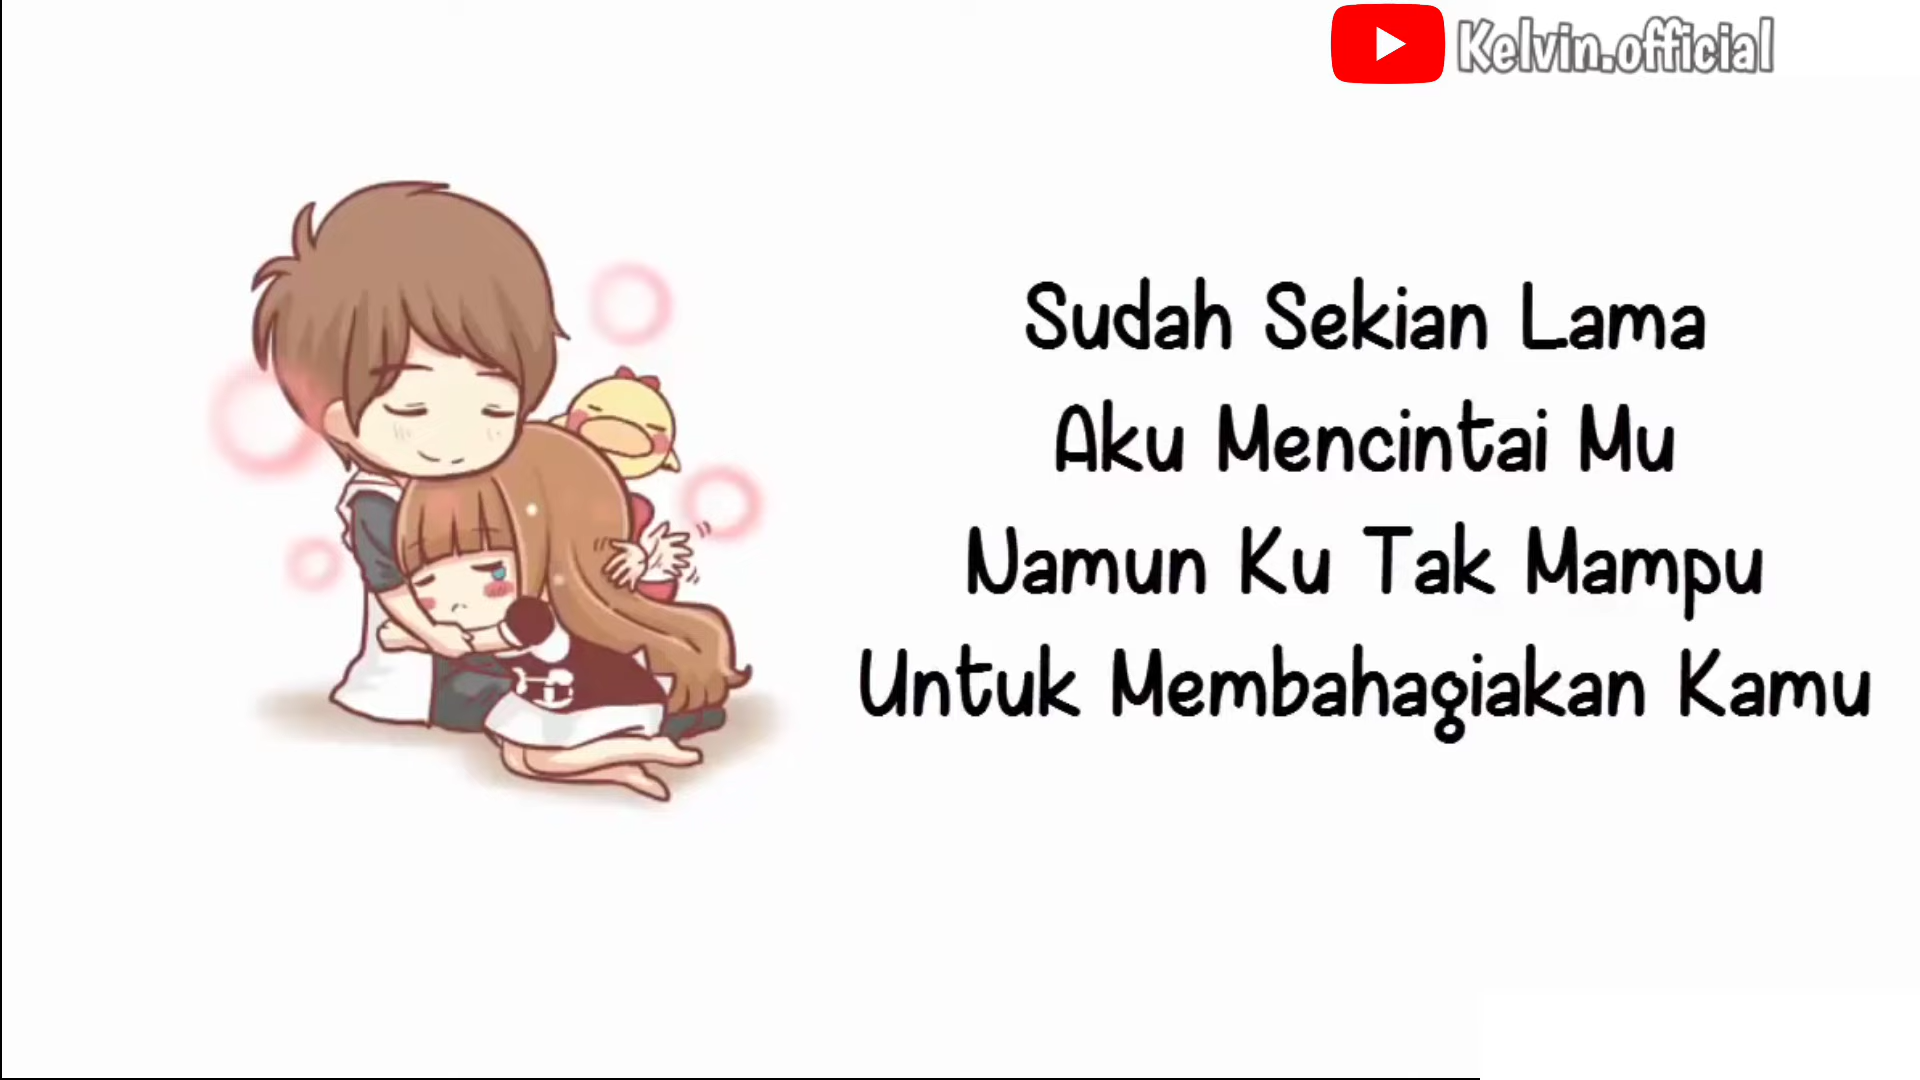 Kelvin.official
Sudah Sekian Lama
Aku Mencintai Mu
Namun Ku Tak Mampu
Untuk Membahagiakan Kamu